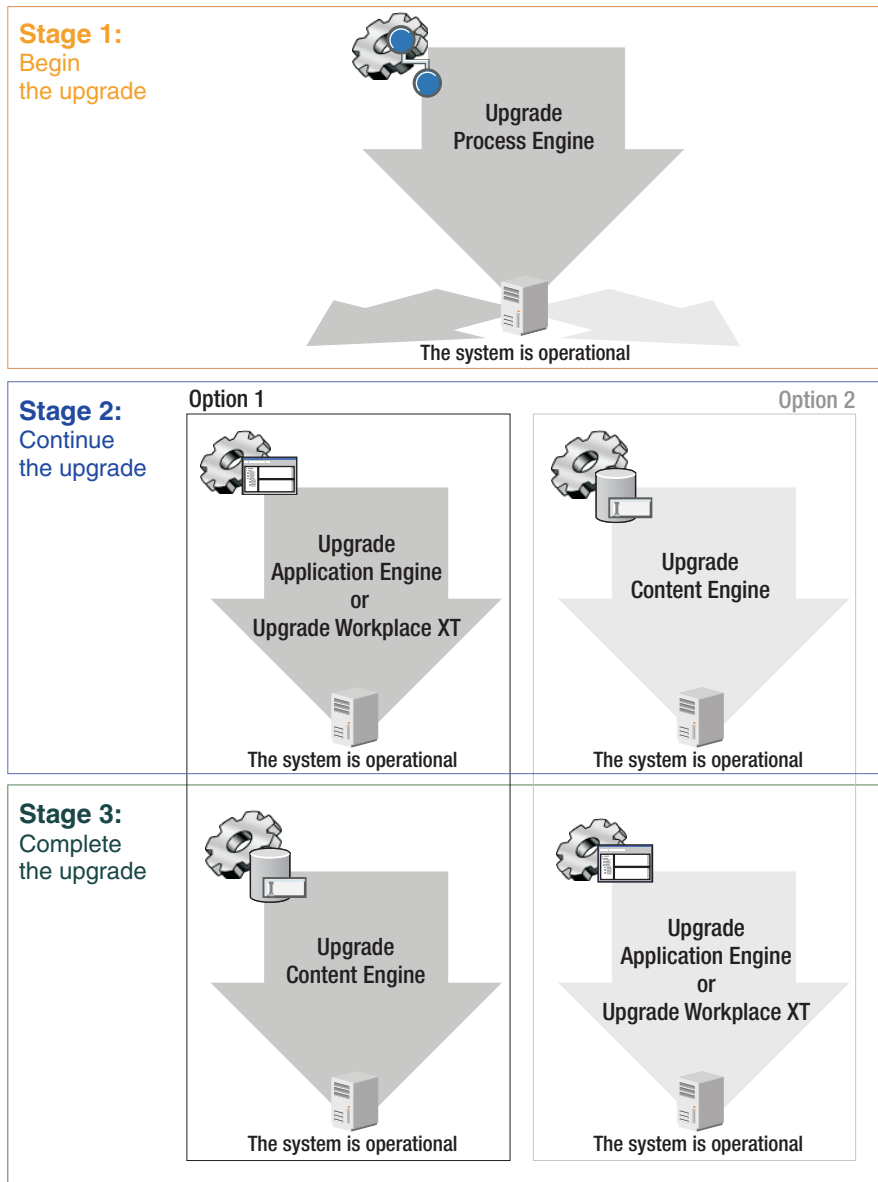 Stage 1:
Begin
the upgrade
Upgrade
Process Engine
The system is operational
Stage 2:
Continue
the upgrade
Option 1
Upgrade
Application Engine
or
Upgrade Workplace XT
The system is operational
Option 2
Upgrade
Content Engine
The system is operational
Stage 3:
Complete
the upgrade
Upgrade
Content Engine
The system is operational
Upgrade
Application Engine
or
Upgrade Workplace XT
The system is operational